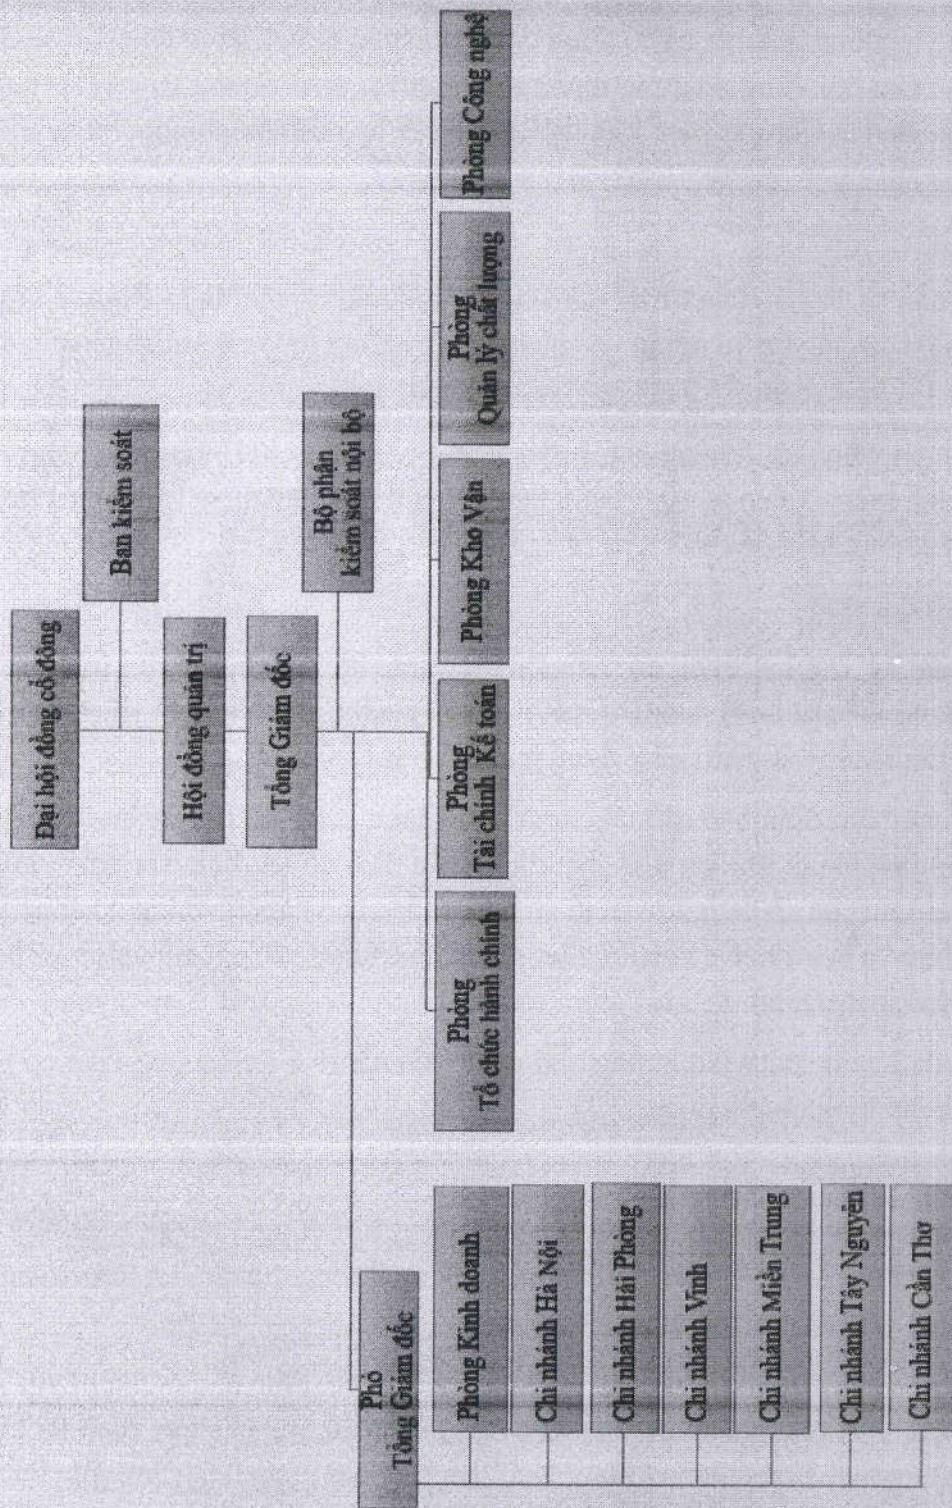 Đại hội đồng cổ đông
Ban kiểm soát
Hội đồng quản trị
Tổng Giám đốc
Bộ phận
kiểm soát nội bộ
Phó
Tổng Giám đốc
Phòng Kinh doanh
Chi nhánh Hà Nội
Chi nhánh Hải Phòng
Chi nhánh Vinh
Chi nhánh Miền Trung
Chi nhánh Tây Nguyên
Chi nhánh Cần Thơ
Phòng
Tổ chức hành chính
Phòng
Tài chính Kế toán
Phòng Kho Vận
Phòng
Quản lý chất lượng
Phòng Công nghệ